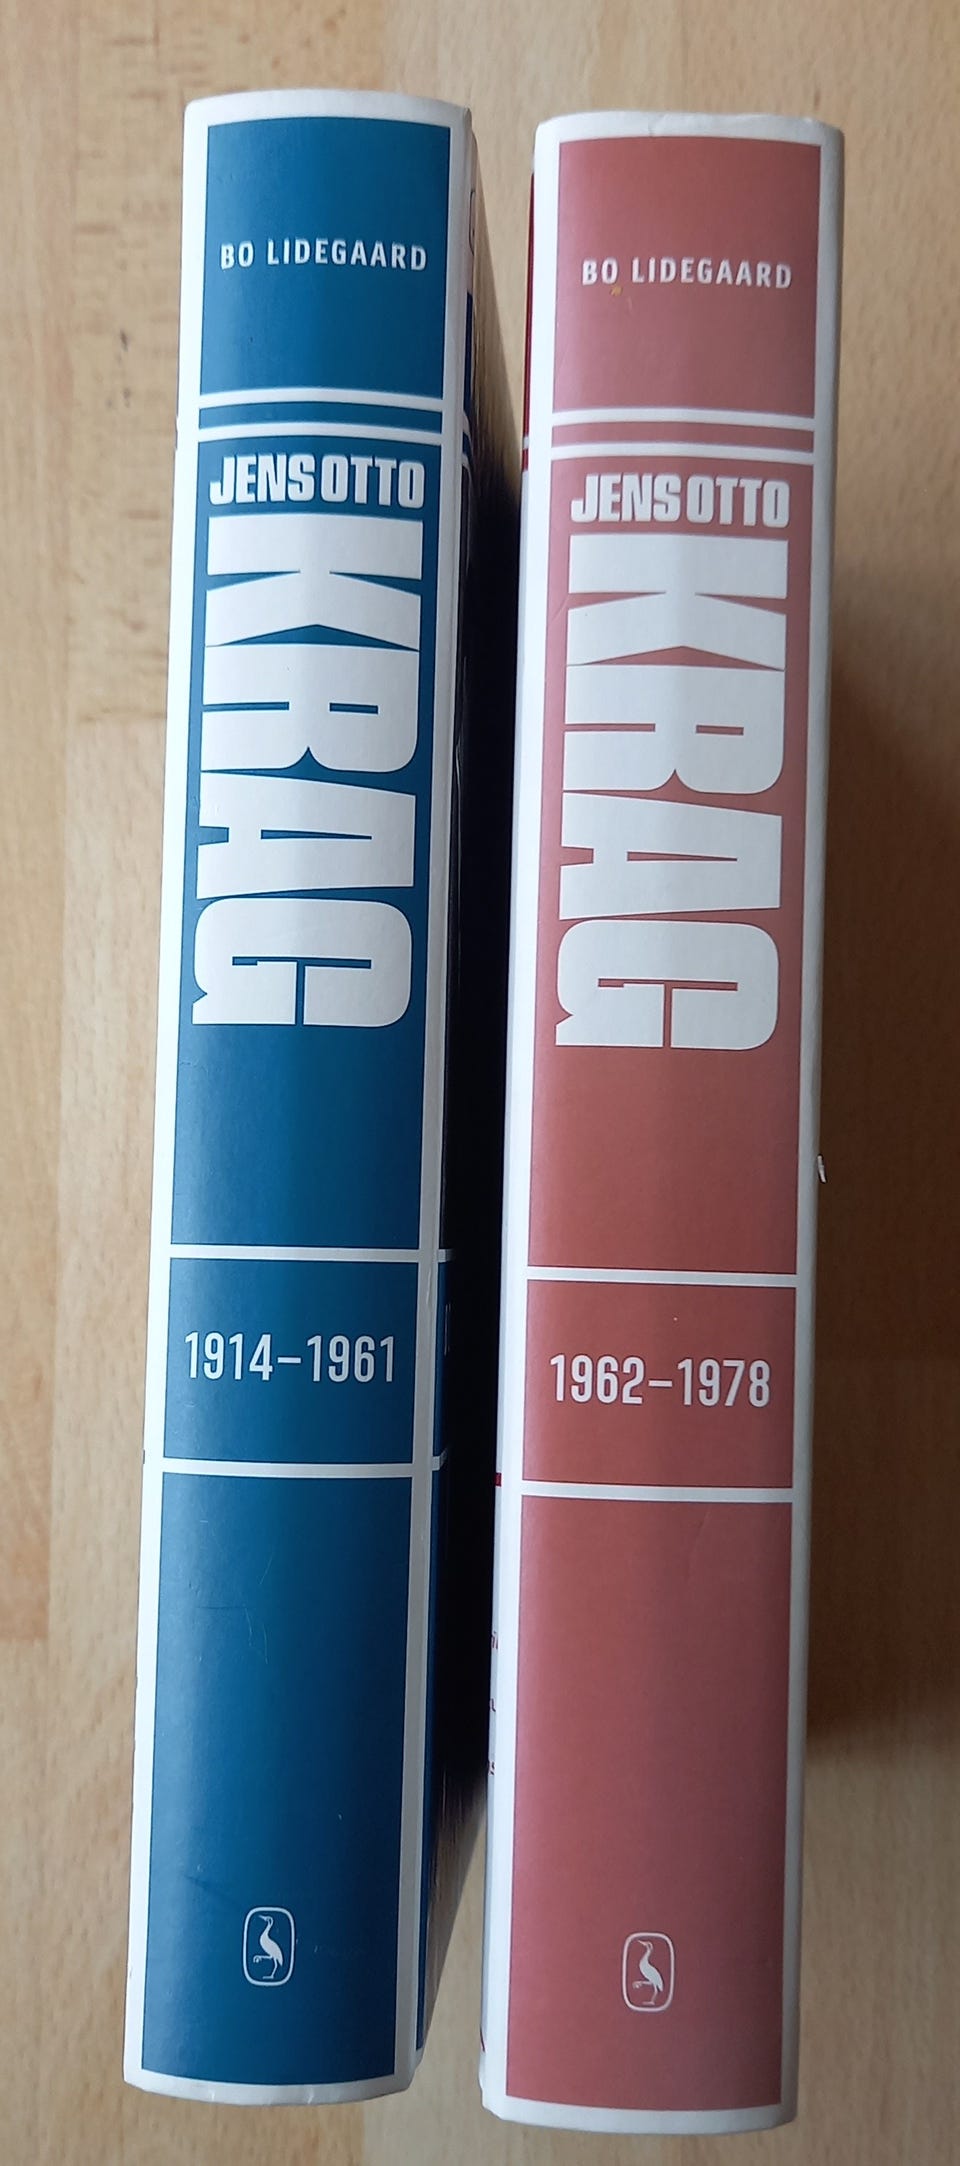 BO LIDEGAARD
JENS OTTO
KRAG
1914–1961
BO LIDEGAARD
JENS OTTO
KRAG
1962–1978